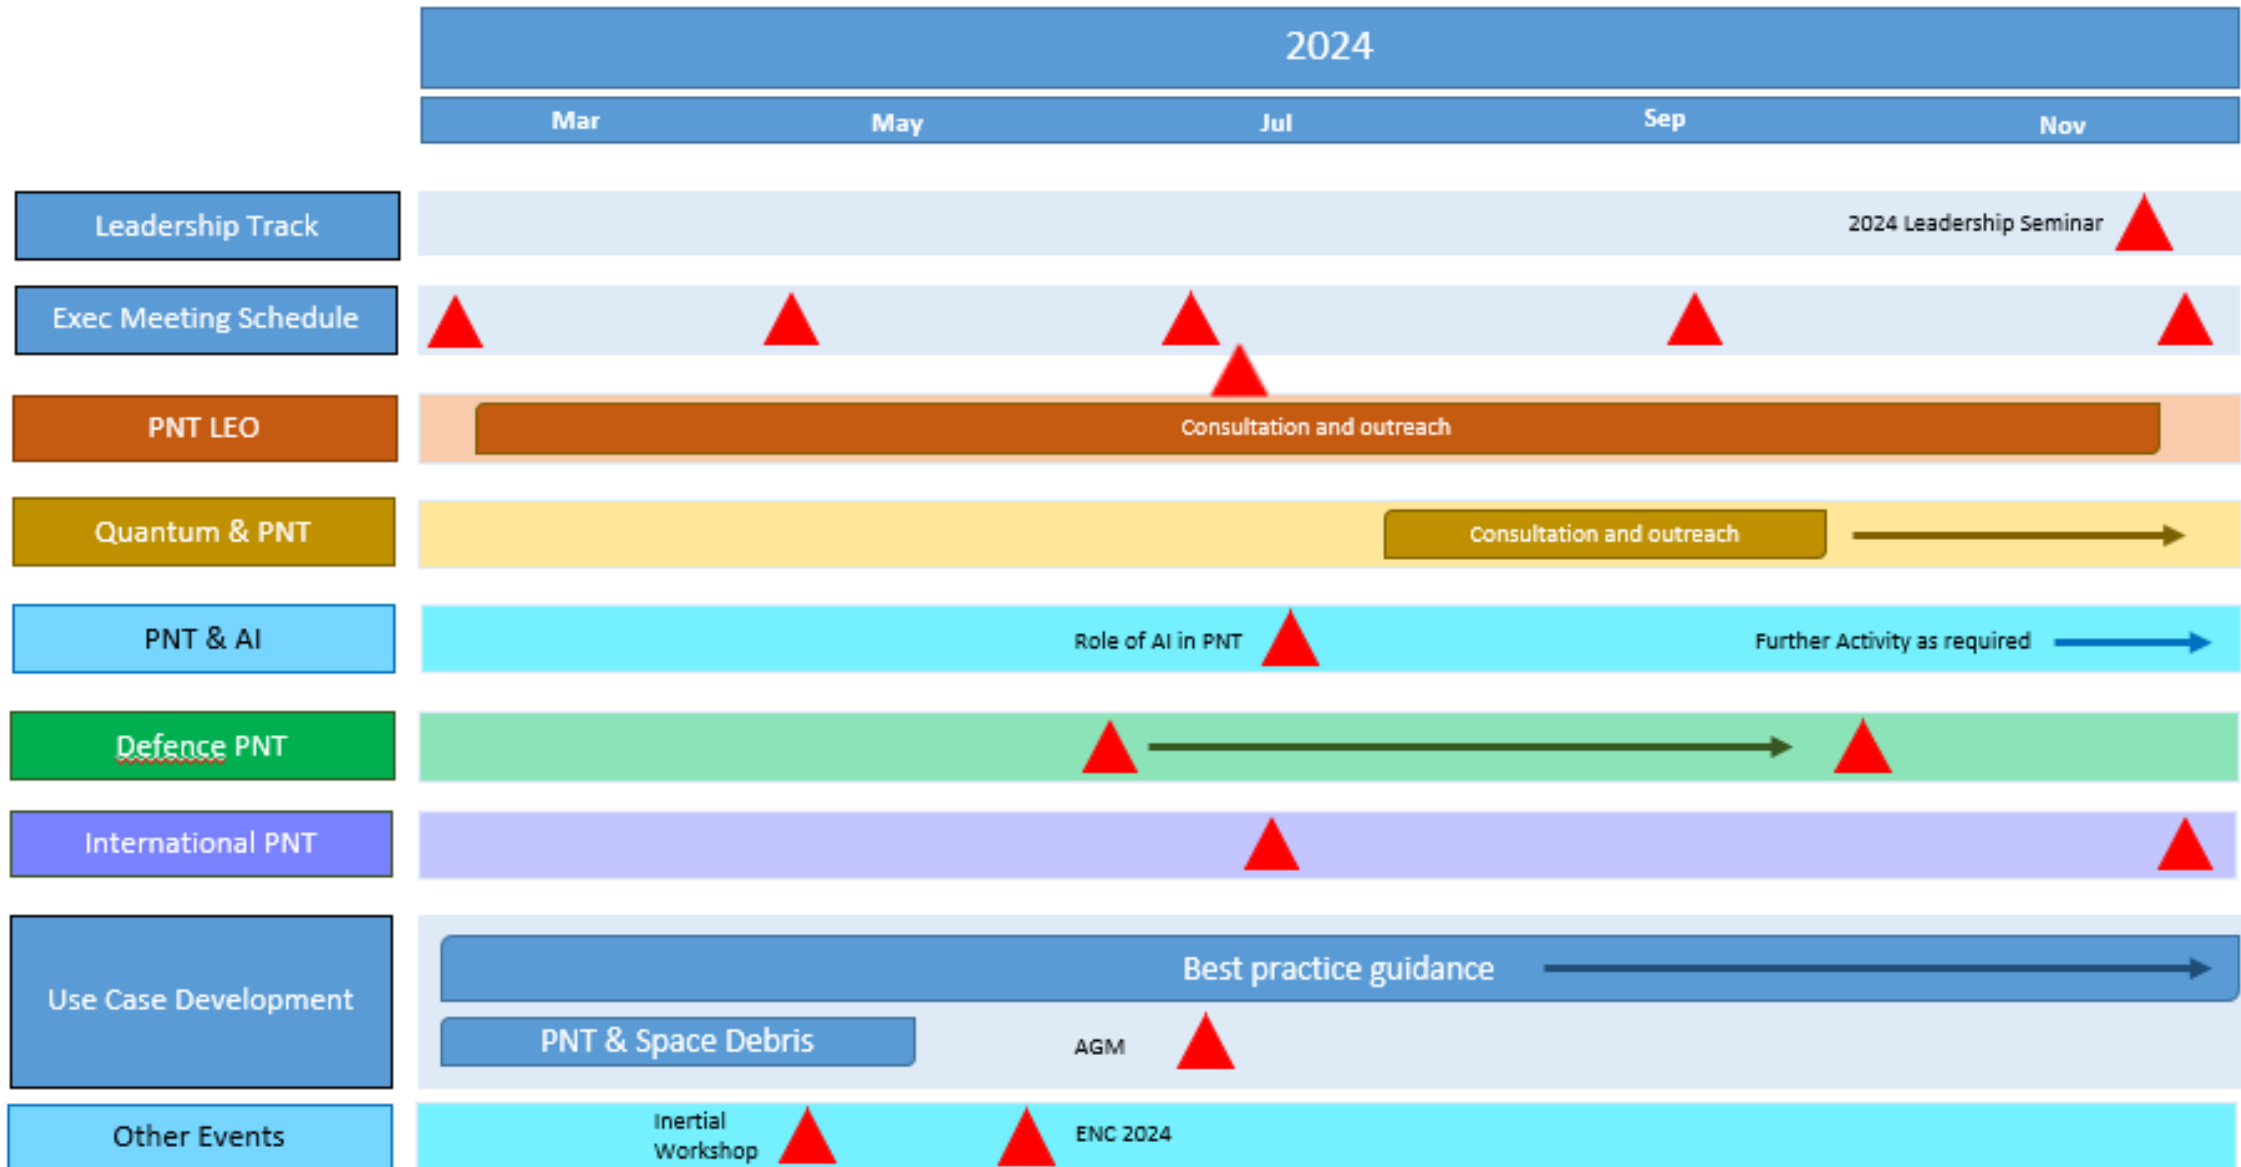 2024
Mar May Jul Sep Nov
Leadership Track
2024 Leadership Seminar
Exec Meeting Schedule
PNT LEO
Consultation and outreach
Quantum & PNT
Consultation and outreach
PNT & AI
Role of AI in PNT
Further Activity as required
Defence PNT
International PNT
Use Case Development
Best practice guidance
PNT & Space Debris
AGM
Other Events
Inertial
Workshop
ENC 2024